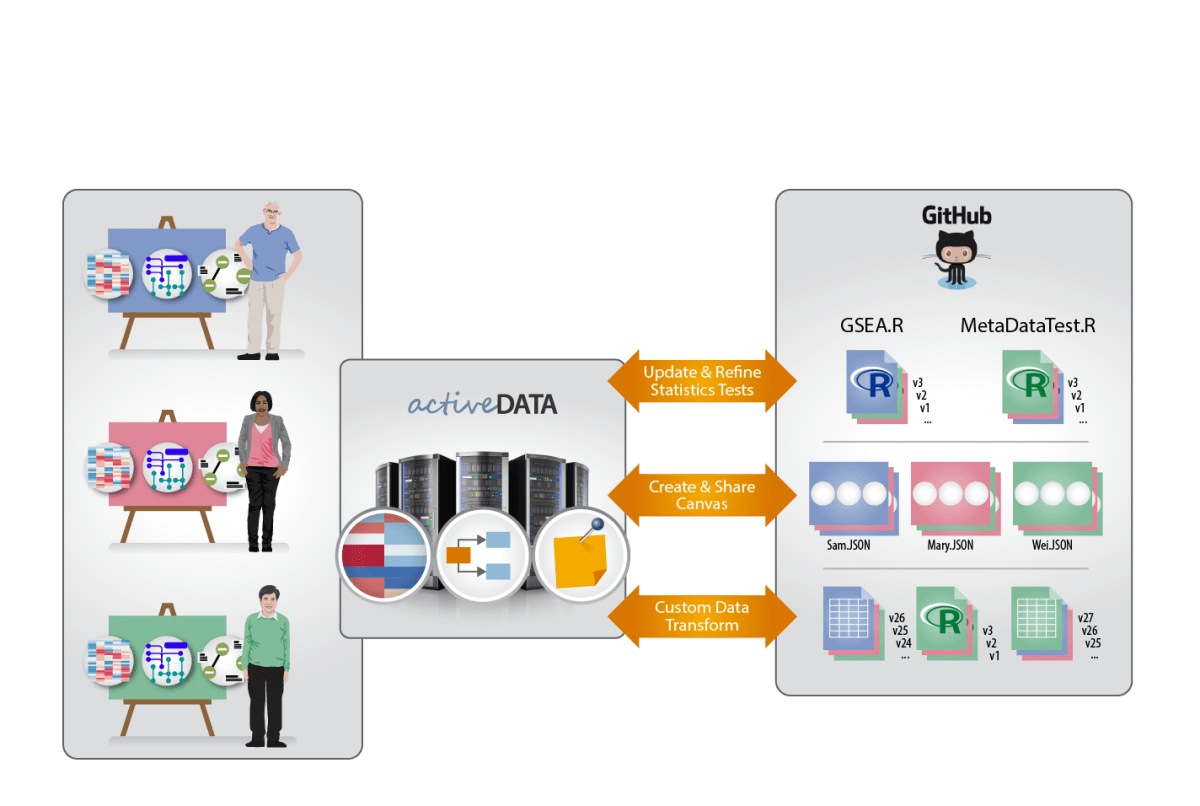 GitHub
GSEA.R
MetaDataTest.R
v3
v2
v1
...
v3
v2
v1
...
activeDATA
Update & Refine
Statistics Tests
Create & Share
Canvas
Custom Data
Transform
Sam.JSON
Mary.JSON
Wei.JSON
R
R
v26
v25
v24
...
R
v3
v2
v1
v27
v26
v25
...